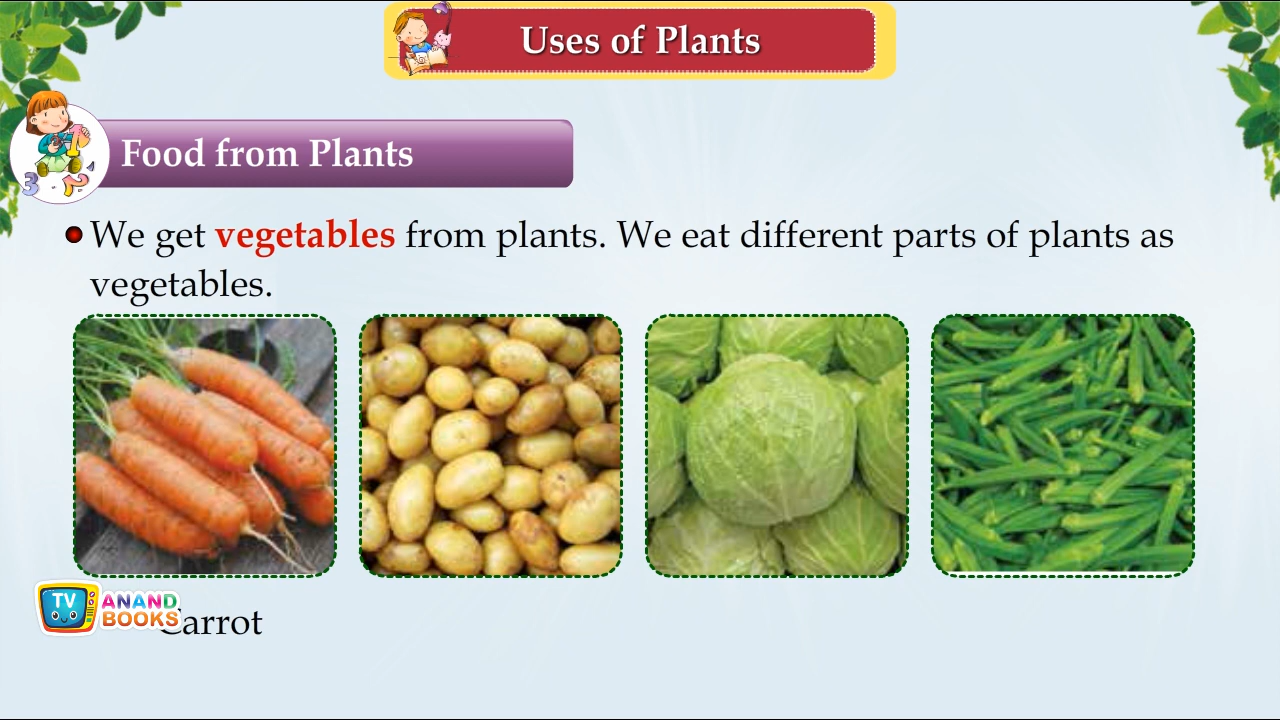 Uses of Plants
Food from Plants
We get vegetables from plants. We eat different parts of plants as
vegetables.
TV
ANAND
BOOKS
Carrot